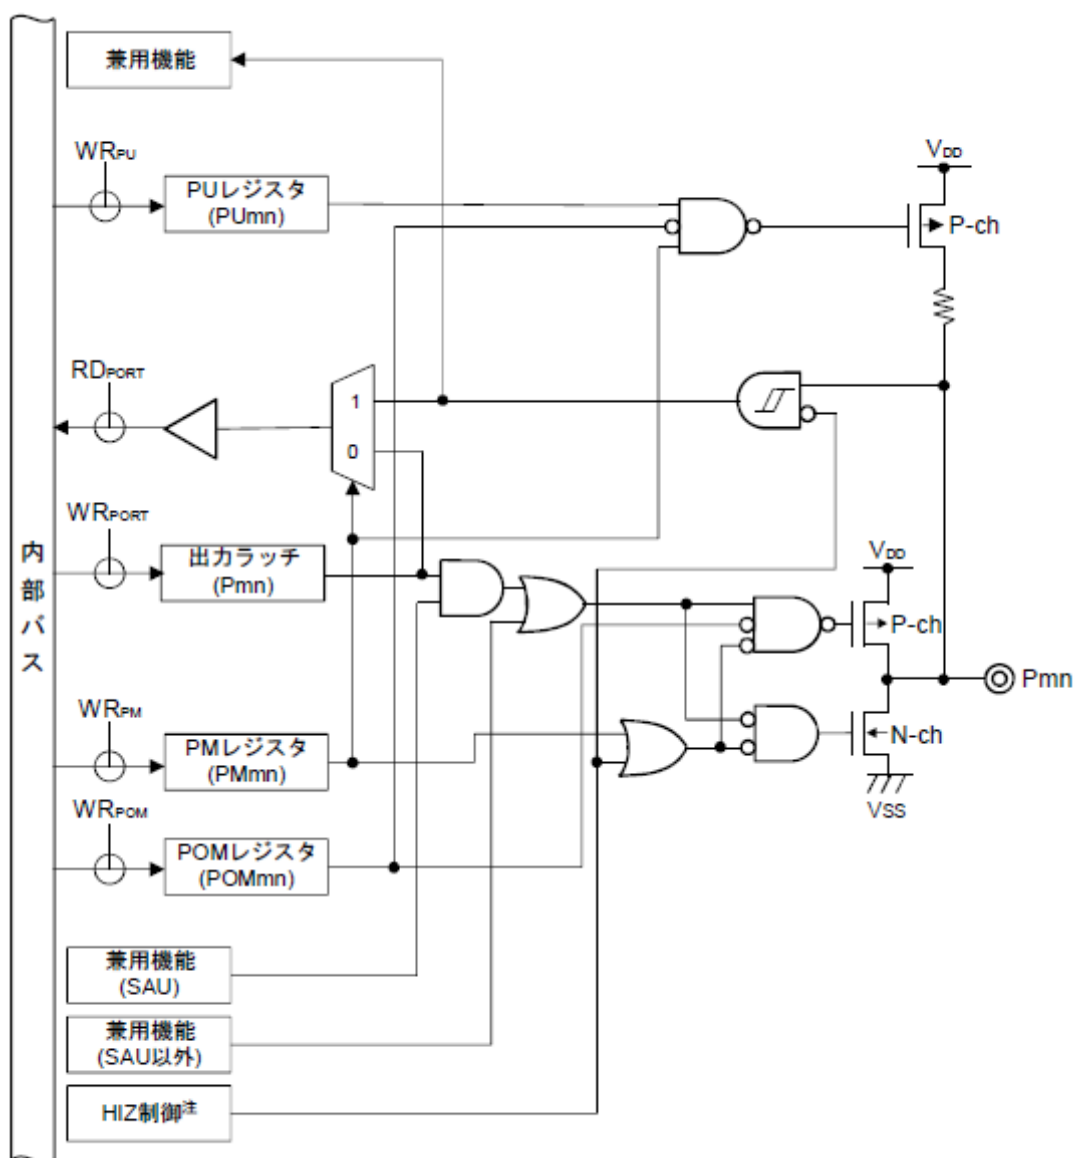 兼用機能
WRPU
PUレジスタ
(PUmn)
VDD
P-ch
RDPORT
1
0
WRPORT
出力ラッチ
(Pmn)
内部バス
VDD
P-ch
Pmn
WRPM
PMレジスタ
(PMmn)
N-ch
VSS
WRPOM
POMレジスタ
(POMmn)
兼用機能
(SAU)
兼用機能
(SAU以外)
HIZ制御注